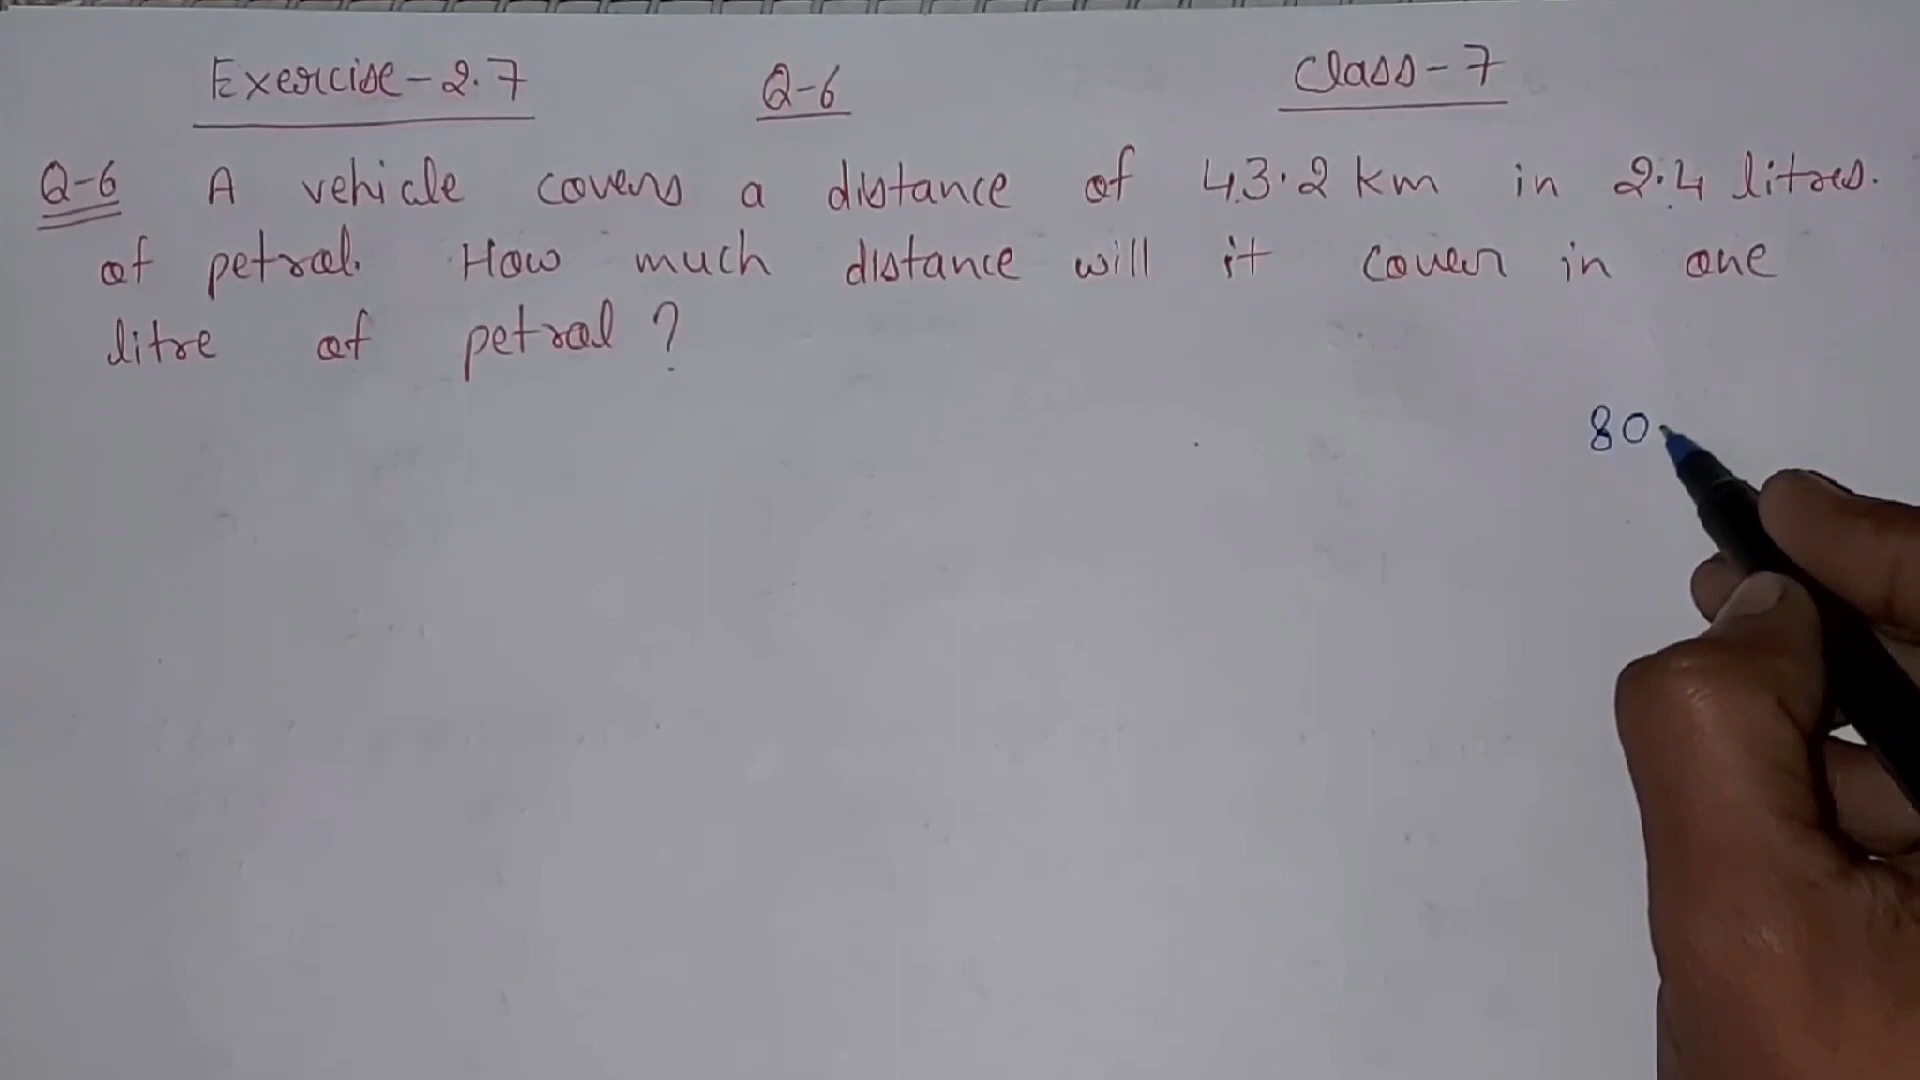 Exercise-2.7 Q-6 Class-7
Q-6 A vehicle covers a distance of 43.2 km in 2.4 litres.
of petrol. How much distance will it cover in one
litre of petrol ?
80